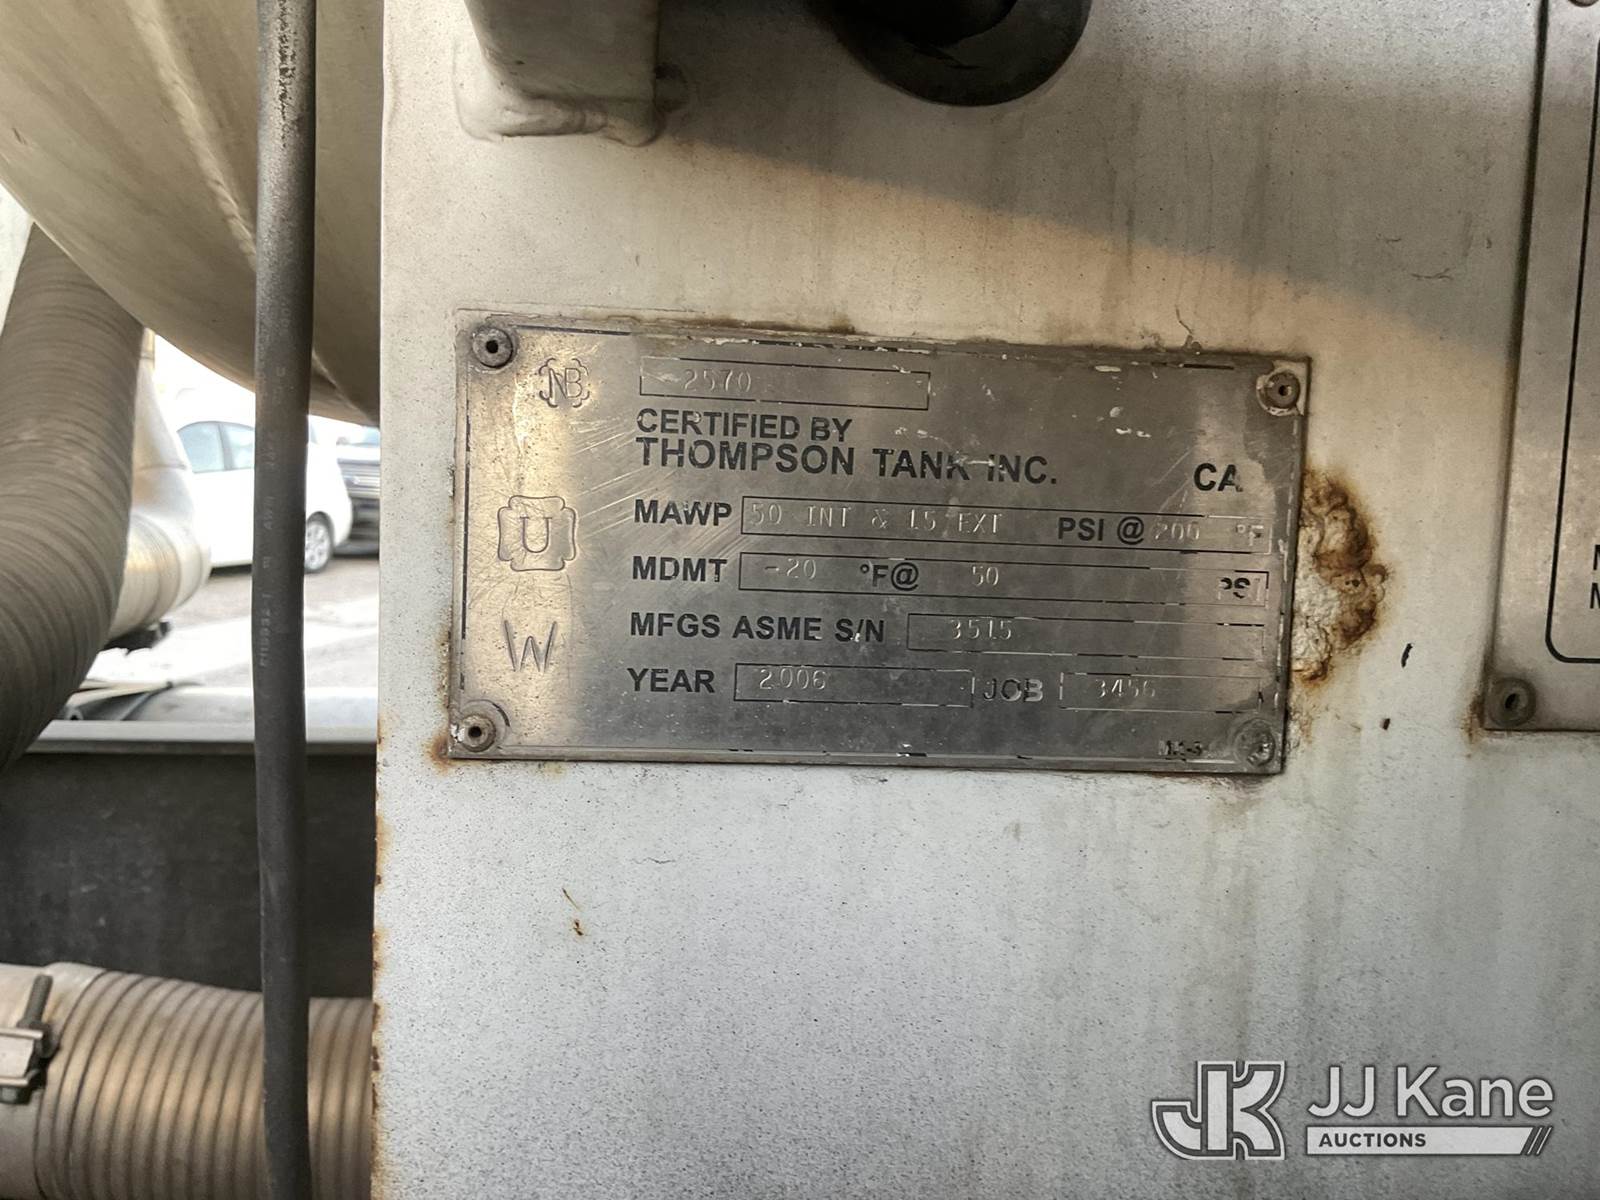 NB 2570
CERTIFIED BY
THOMPSON TANK INC. CA
MAWP 50 INT & 15 EXT PSI @ 200 °F
U
MDMT -20 °F@ 50 PSI
MFGS ASME S/N 3515
W
YEAR 2006 JOB 3456
JK JJ Kane
AUCTIONS